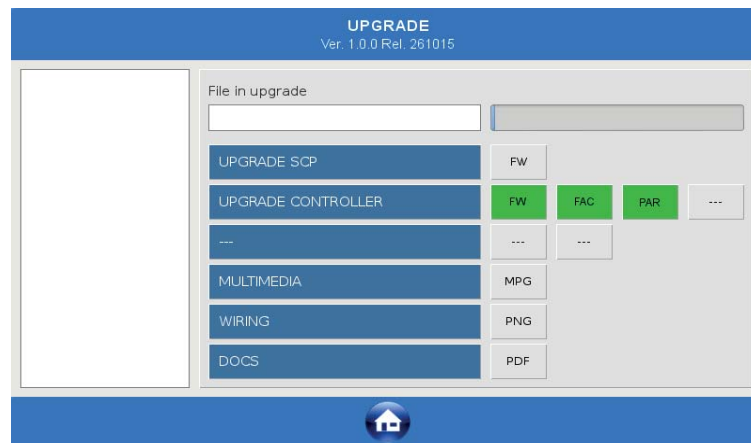 UPGRADE
Ver. 1.0.0 Rel. 261015
File in upgrade
UPGRADE SCP FW
UPGRADE CONTROLLER FW FAC PAR ---
--- --- ---
MULTIMEDIA MPG
WIRING PNG
DOCS PDF